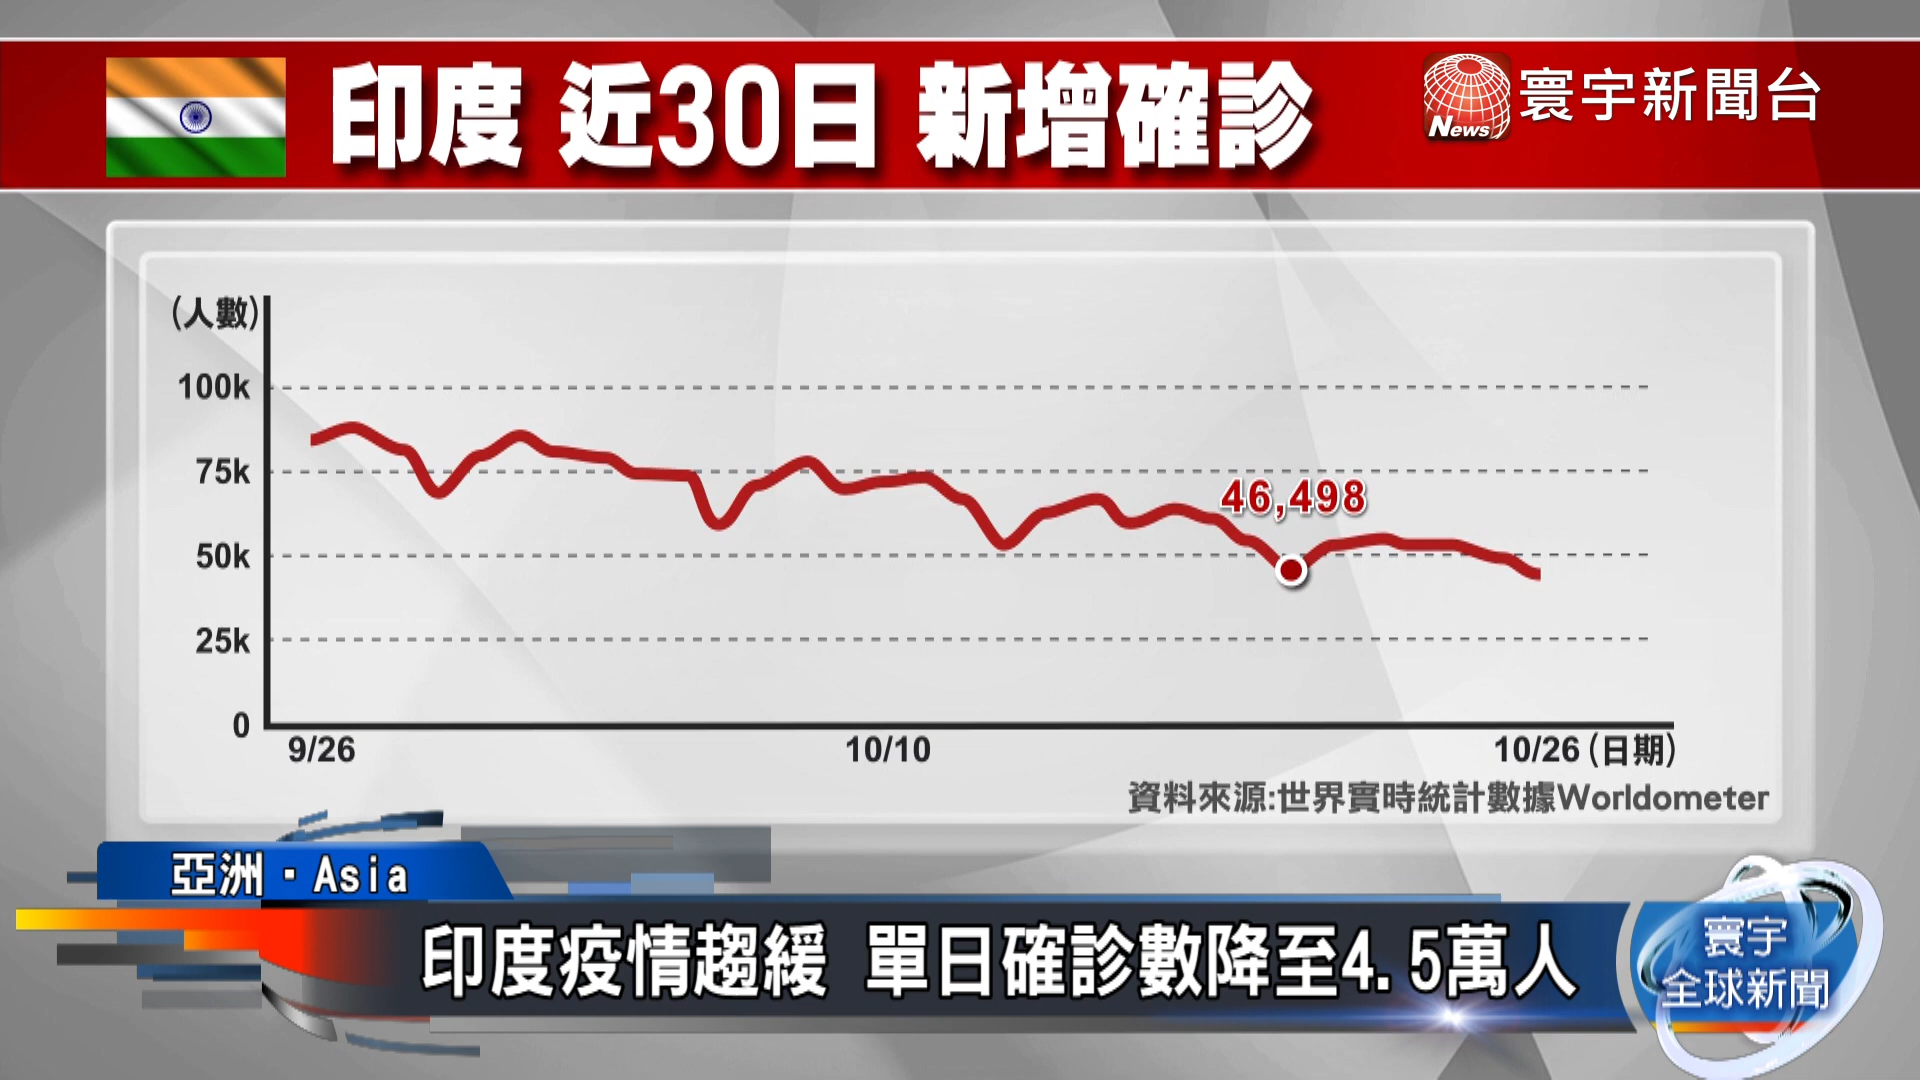 印度 近30日 新增確診
News 寰宇新聞台
(人數)
100k
75k
46,498
50k
25k
0
9/26 10/10 10/26 (日期)
資料來源:世界實時統計數據Worldometer
亞洲·Asia
印度疫情趨緩 單日確診數降至4.5萬人
寰宇
全球新聞